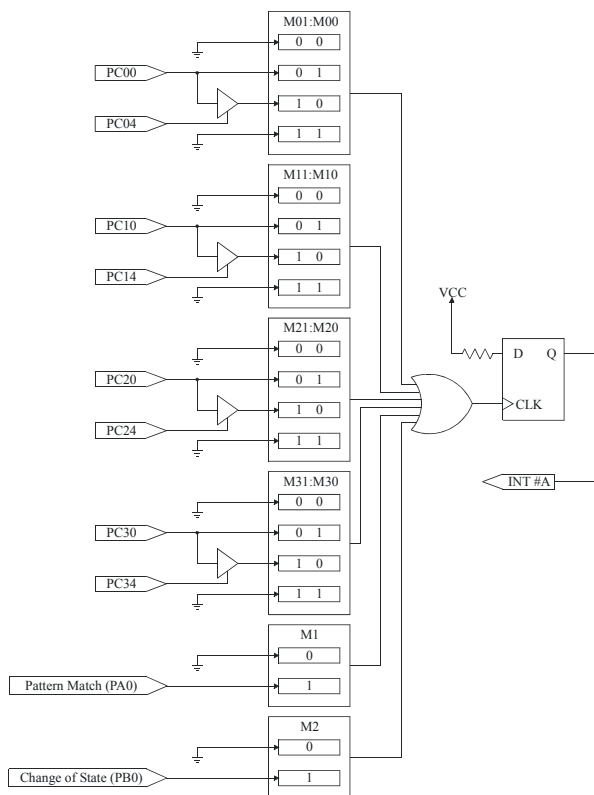 M01:M00
0 0
PC00
0 1
1 0
PC04
1 1
M11:M10
0 0
PC10
0 1
1 0
PC14
1 1
M21:M20
0 0
PC20
0 1
1 0
PC24
1 1
VCC
D Q
CLK
INT #A
M31:M30
0 0
PC30
0 1
1 0
PC34
1 1
M1
0
Pattern Match (PA0)
1
M2
0
Change of State (PB0)
1